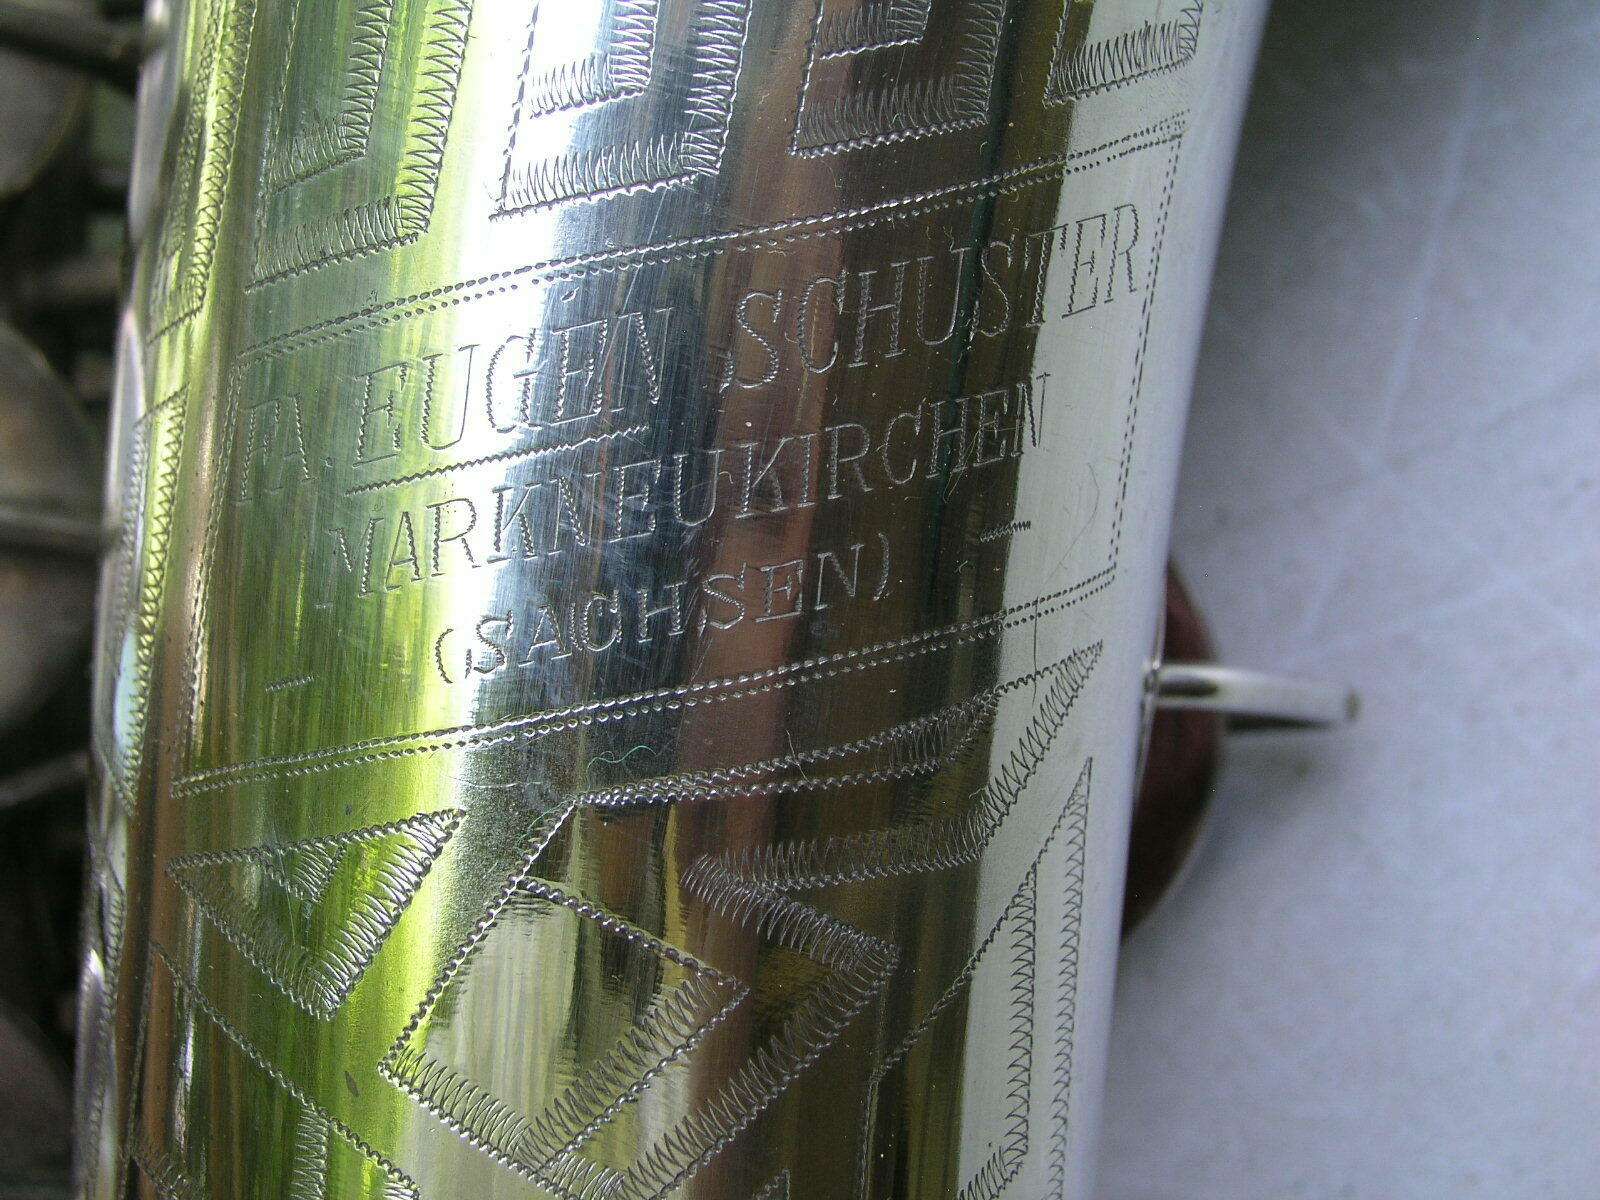 FA. EUGEN SCHUSTER
MARKNEUKIRCHEN
(SACHSEN)